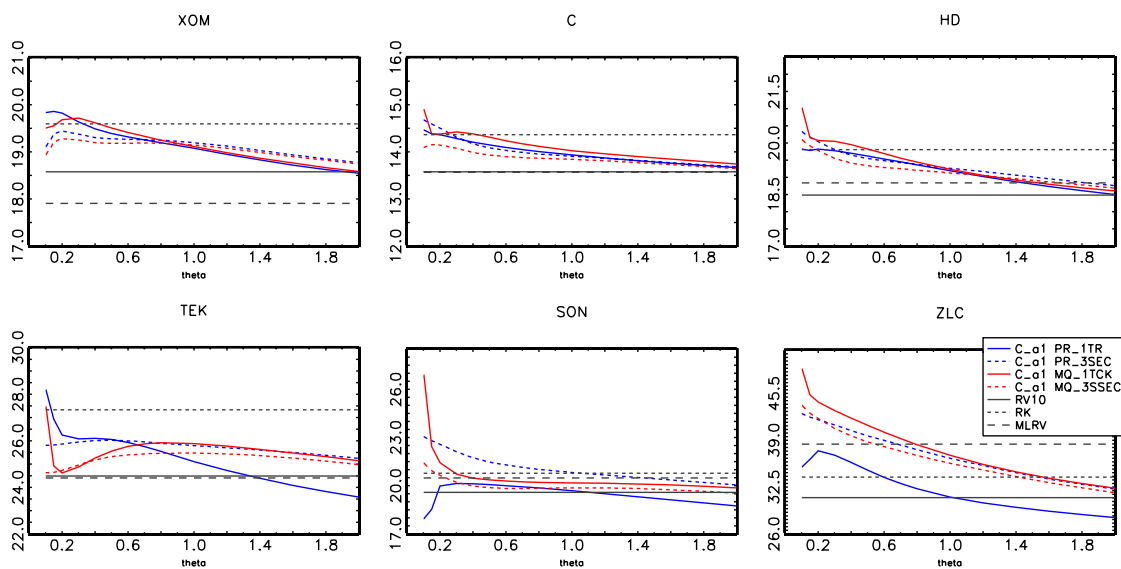 XOM
C
HD
21.0
20.0
19.0
18.0
17.0
0.2 0.6 1.0 1.4 1.8
theta
16.0
15.0
14.0
13.0
12.0
0.2 0.6 1.0 1.4 1.8
theta
21.5
20.0
18.5
17.0
0.2 0.6 1.0 1.4 1.8
theta
TEK
SON
ZLC
30.0
28.0
26.0
24.0
22.0
0.2 0.6 1.0 1.4 1.8
theta
26.0
23.0
20.0
17.0
0.2 0.6 1.0 1.4 1.8
theta
45.5
39.0
32.5
26.0
0.2 0.6 1.0 1.4 1.8
theta
C_a1 PR_1TR
C_a1 PR_3SEC
C_a1 MQ_1TCK
C_a1 MQ_3SSEC
RV10
RK
MLRV